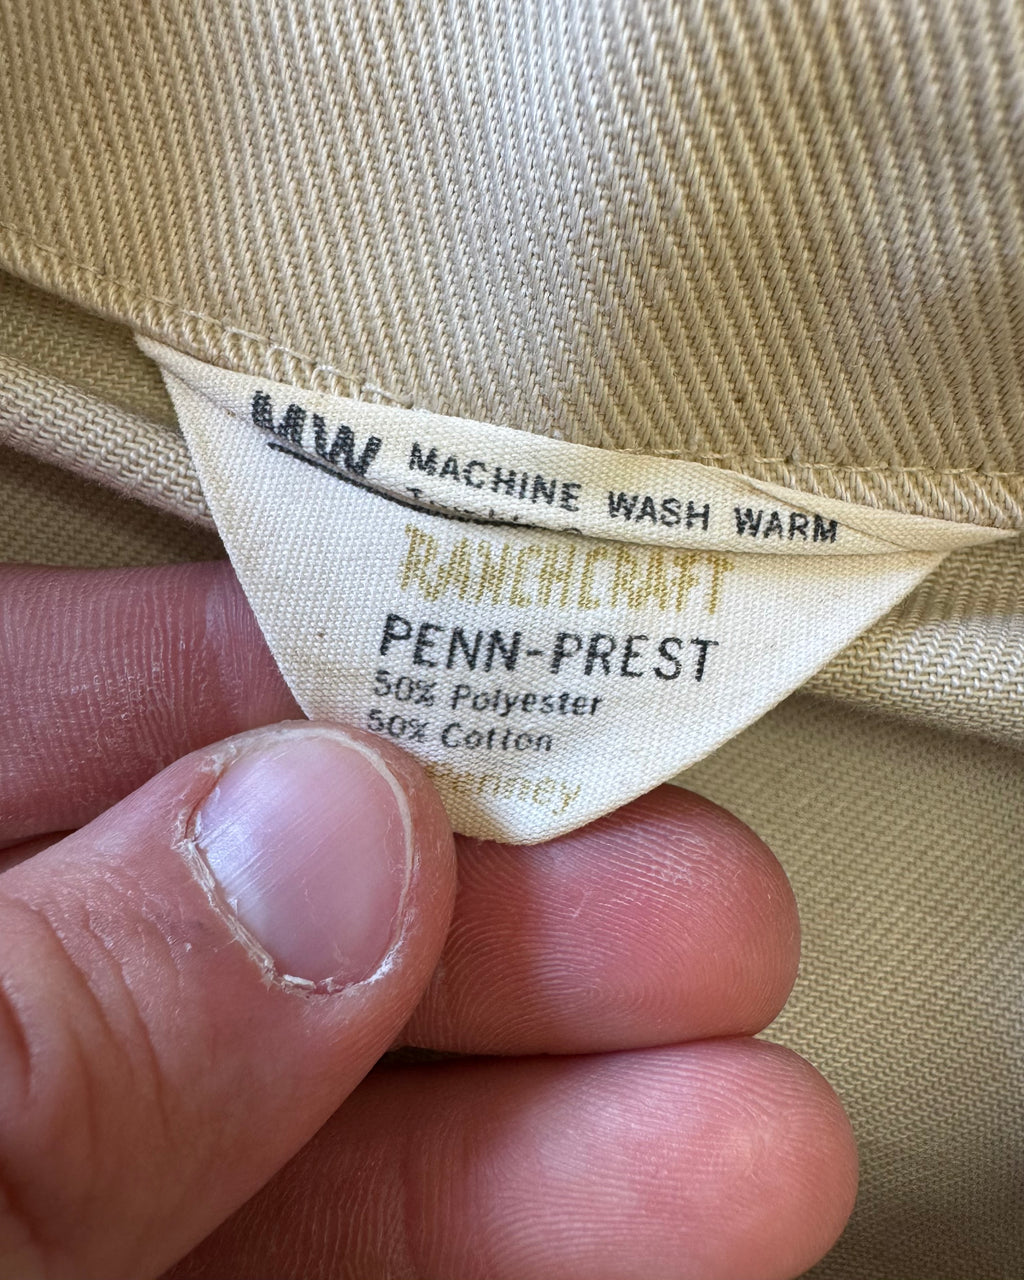 MW MACHINE WASH WARM
RANCHCRAFT
PENN-PREST
50% Polyester
50% Cotton